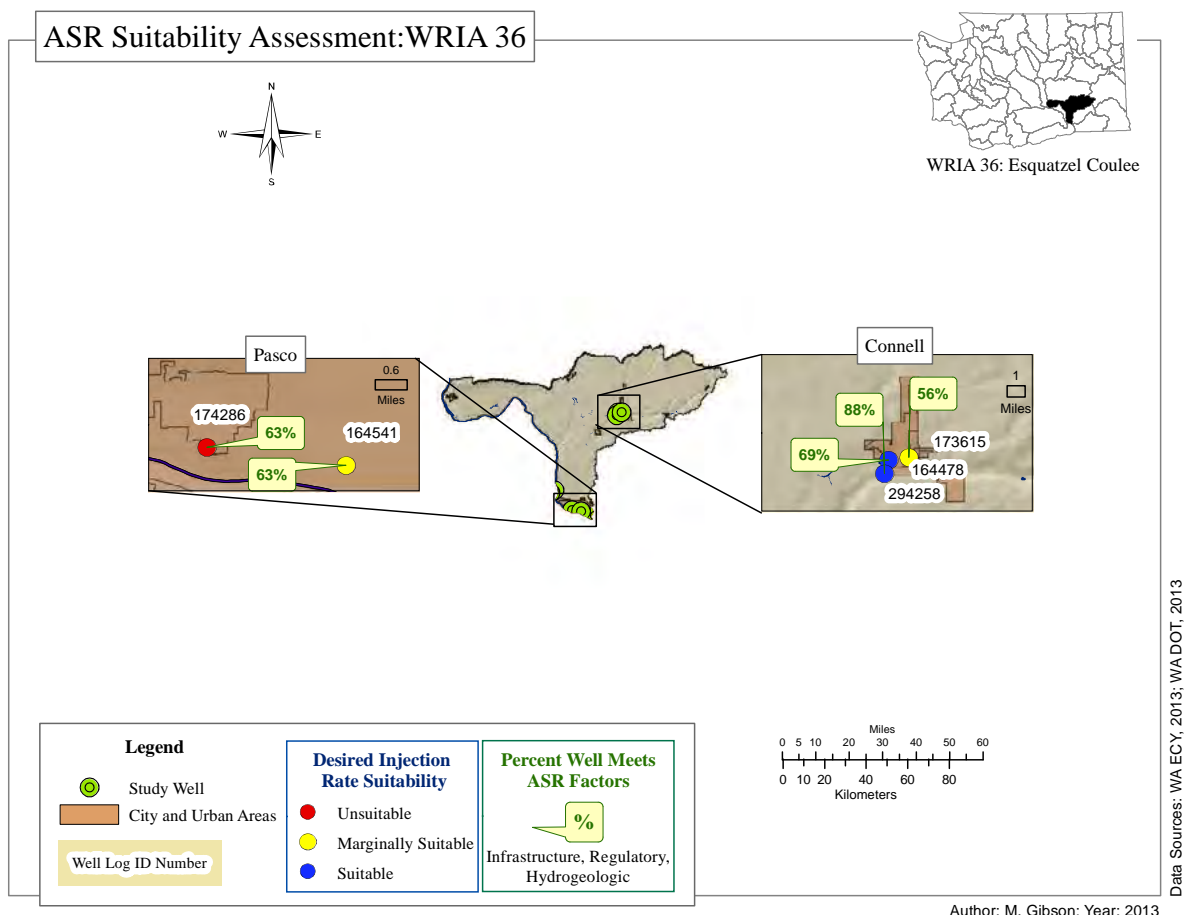 ASR Suitability Assessment:WRIA 36
N
W
E
S
WRIA 36: Esquatzel Coulee
Pasco
0.6
Miles
174286
63%
164541
63%
Connell
1
Miles
88%
56%
69%
173615
164478
294258
Legend
Study Well
City and Urban Areas
Well Log ID Number
Desired Injection
Rate Suitability
Unsuitable
Marginally Suitable
Suitable
Percent Well Meets
ASR Factors
%
Infrastructure, Regulatory,
Hydrogeologic
Miles
0 5 10 20 30 40 50 60
0 10 20 40 60 80
Kilometers
Data Sources: WA ECY, 2013; WA DOT, 2013
Author: M. Gibson; Year: 2013